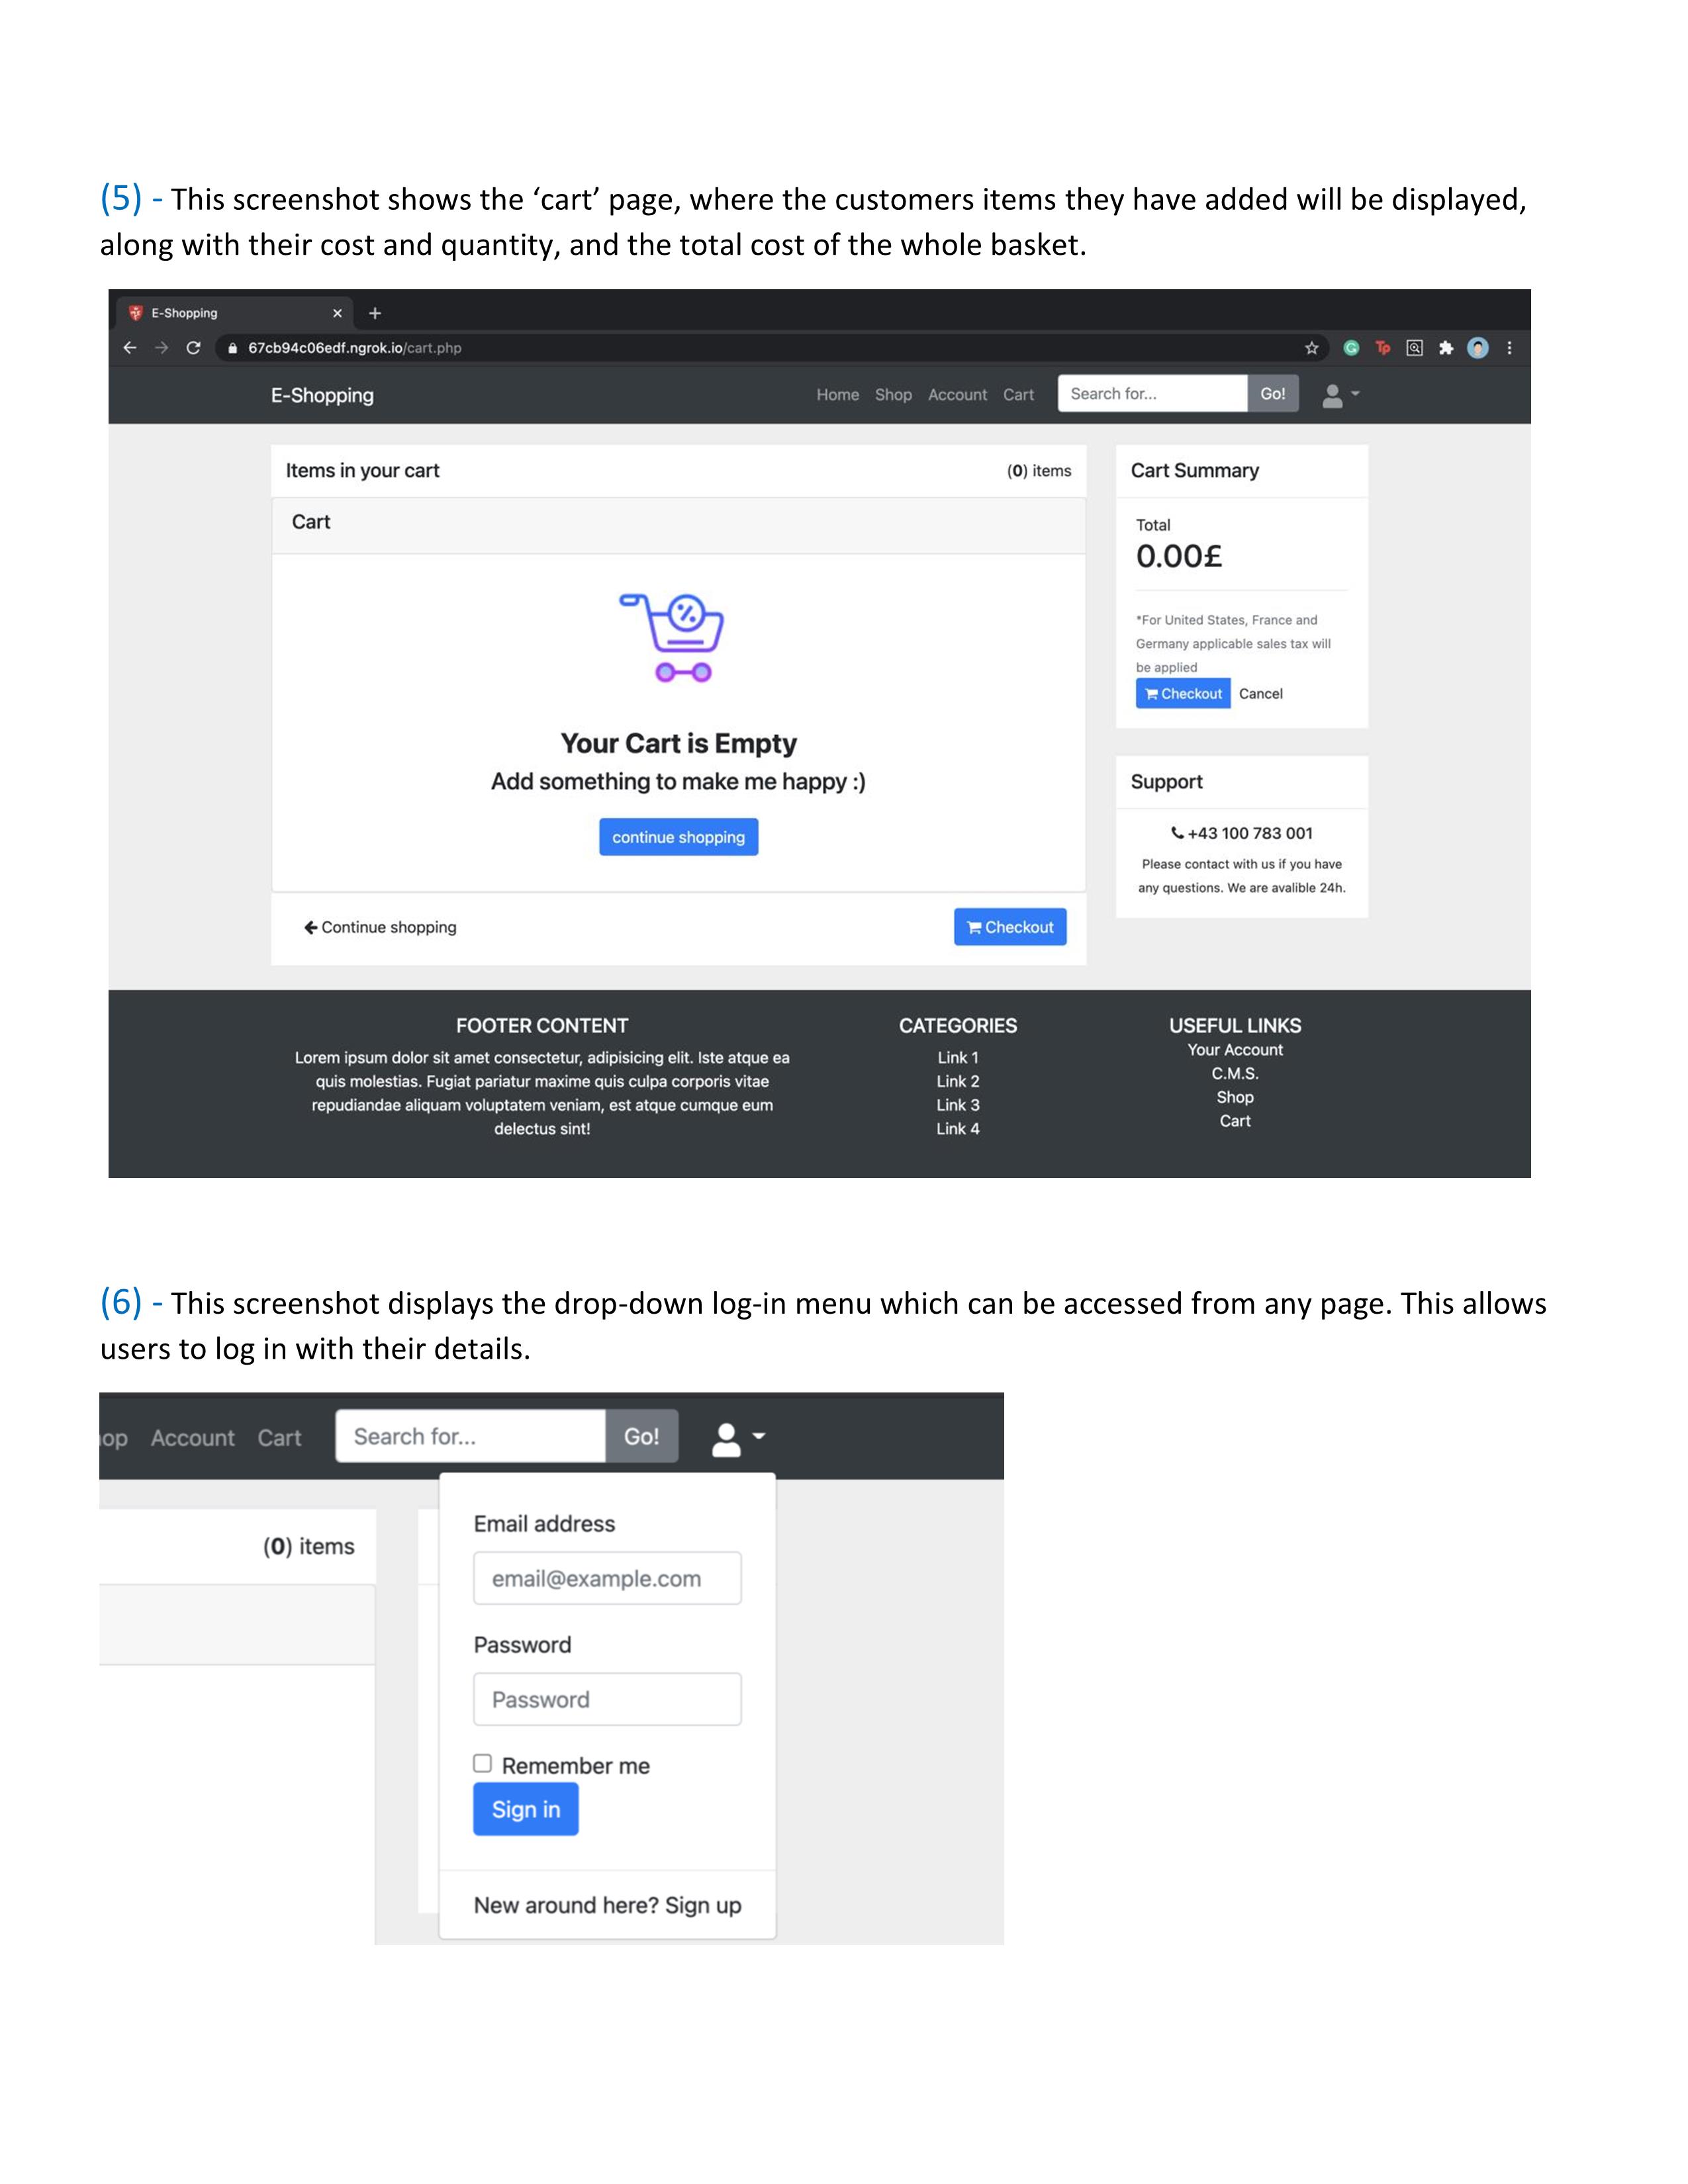 (5) - This screenshot shows the ‘cart’ page, where the customers items they have added will be displayed,
along with their cost and quantity, and the total cost of the whole basket.
E-Shopping
67cb94c06edf.ngrok.io/cart.php
E-Shopping
Home Shop Account Cart Search for... Go!
Items in your cart (0) items
Cart
Your Cart is Empty
Add something to make me happy :)
continue shopping
Continue shopping Checkout
Cart Summary
Total
0.00£
*For United States, France and
Germany applicable sales tax will
be applied
Checkout Cancel
Support
+43 100 783 001
Please contact with us if you have
any questions. We are avalible 24h.
FOOTER CONTENT
Lorem ipsum dolor sit amet consectetur, adipisicing elit. Iste atque ea
quis molestias. Fugiat pariatur maxime quis culpa corporis vitae
repudiandae aliquam voluptatem veniam, est atque cumque eum
delectus sint!
CATEGORIES
Link 1
Link 2
Link 3
Link 4
USEFUL LINKS
Your Account
C.M.S.
Shop
Cart
(6) - This screenshot displays the drop-down log-in menu which can be accessed from any page. This allows
users to log in with their details.
op Account Cart Search for... Go!
(0) items
Email address
email@example.com
Password
Password
Remember me
Sign in
New around here? Sign up